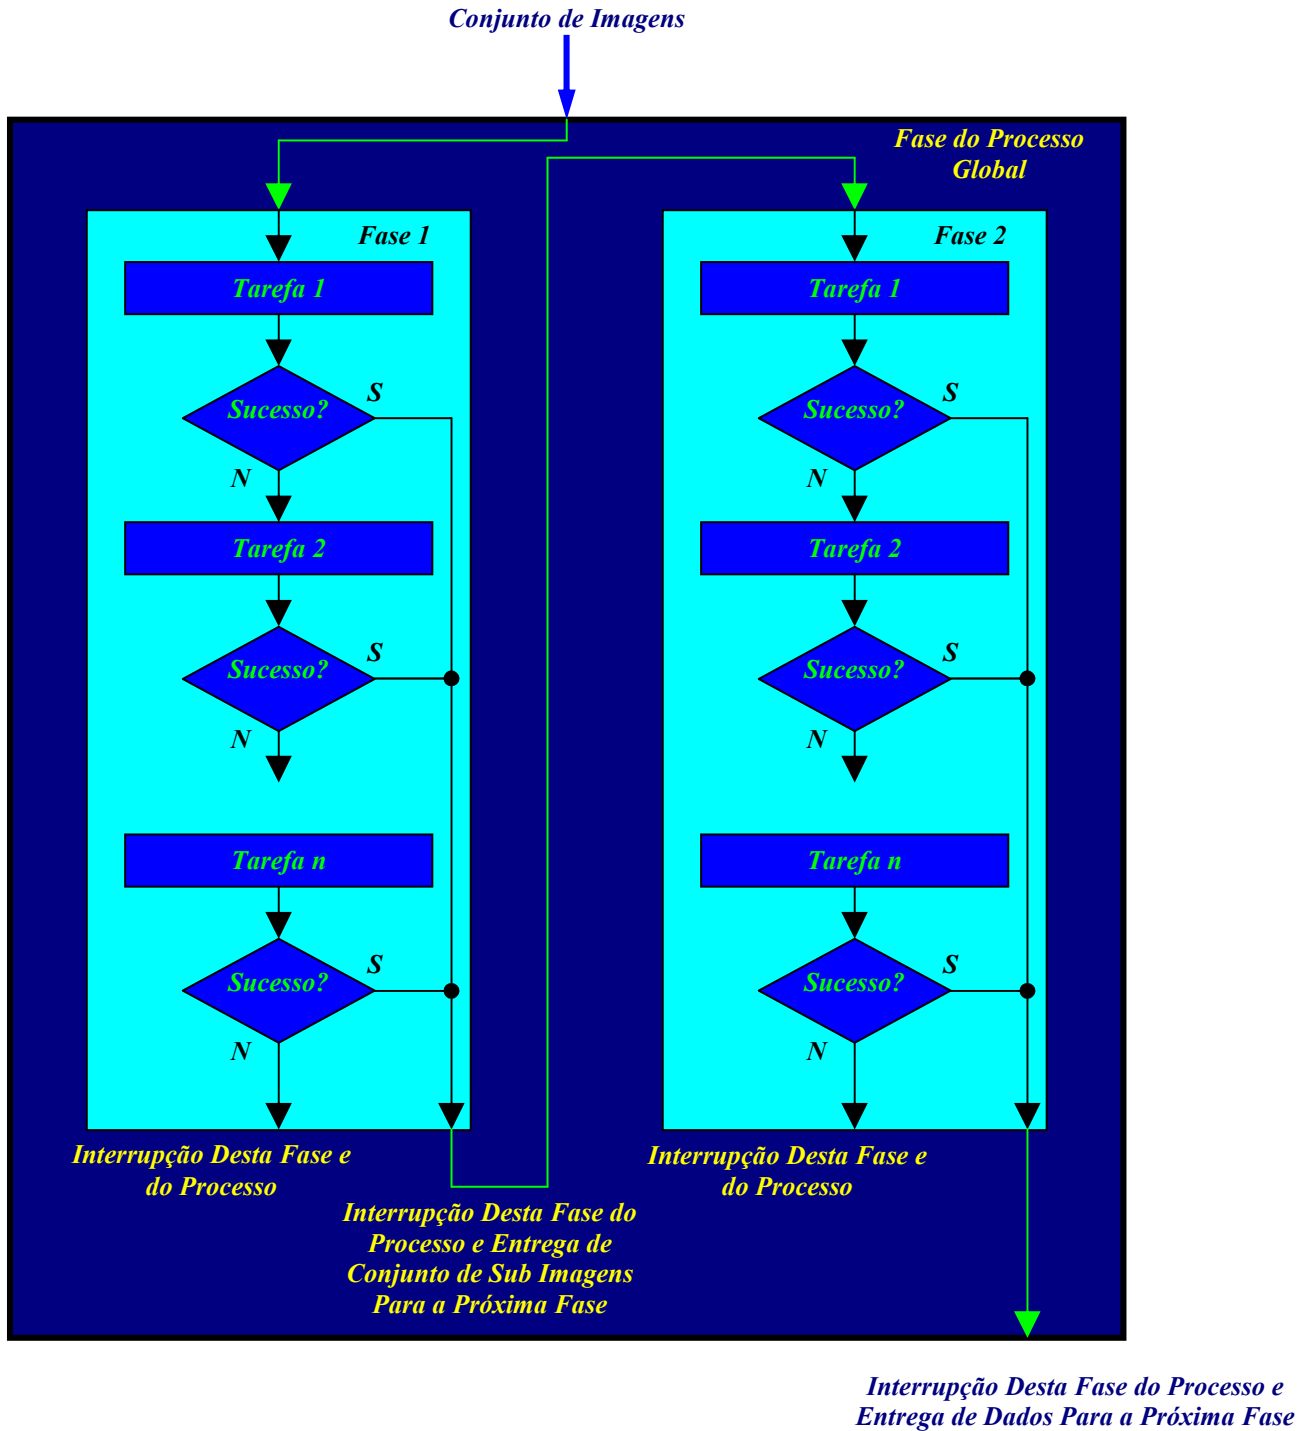 Conjunto de Imagens
Fase do Processo
Global
Fase 1
Tarefa 1
Sucesso?
S
N
Tarefa 2
Sucesso?
S
N
Tarefa n
Sucesso?
S
N
Interrupção Desta Fase e
do Processo
Interrupção Desta Fase do
Processo e Entrega de
Conjunto de Sub Imagens
Para a Próxima Fase
Fase 2
Tarefa 1
Sucesso?
S
N
Tarefa 2
Sucesso?
S
N
Tarefa n
Sucesso?
S
N
Interrupção Desta Fase e
do Processo
Interrupção Desta Fase do Processo e
Entrega de Dados Para a Próxima Fase